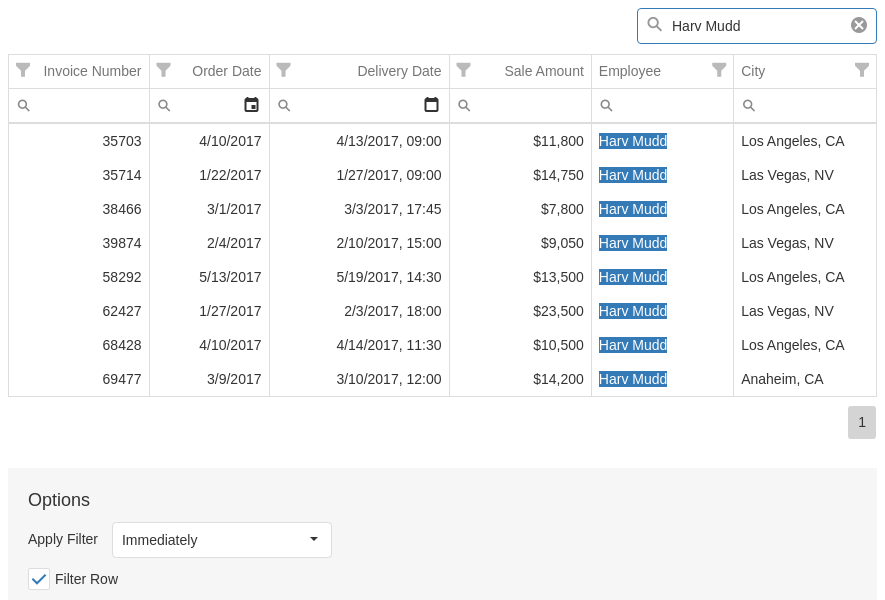 Harv Mudd
Invoice Number Order Date Delivery Date Sale Amount Employee City
35703 4/10/2017 4/13/2017, 09:00 $11,800 Harv Mudd Los Angeles, CA
35714 1/22/2017 1/27/2017, 09:00 $14,750 Harv Mudd Las Vegas, NV
38466 3/1/2017 3/3/2017, 17:45 $7,800 Harv Mudd Los Angeles, CA
39874 2/4/2017 2/10/2017, 15:00 $9,050 Harv Mudd Las Vegas, NV
58292 5/13/2017 5/19/2017, 14:30 $13,500 Harv Mudd Los Angeles, CA
62427 1/27/2017 2/3/2017, 18:00 $23,500 Harv Mudd Las Vegas, NV
68428 4/10/2017 4/14/2017, 11:30 $10,500 Harv Mudd Los Angeles, CA
69477 3/9/2017 3/10/2017, 12:00 $14,200 Harv Mudd Anaheim, CA
1
Options
Apply Filter Immediately
Filter Row